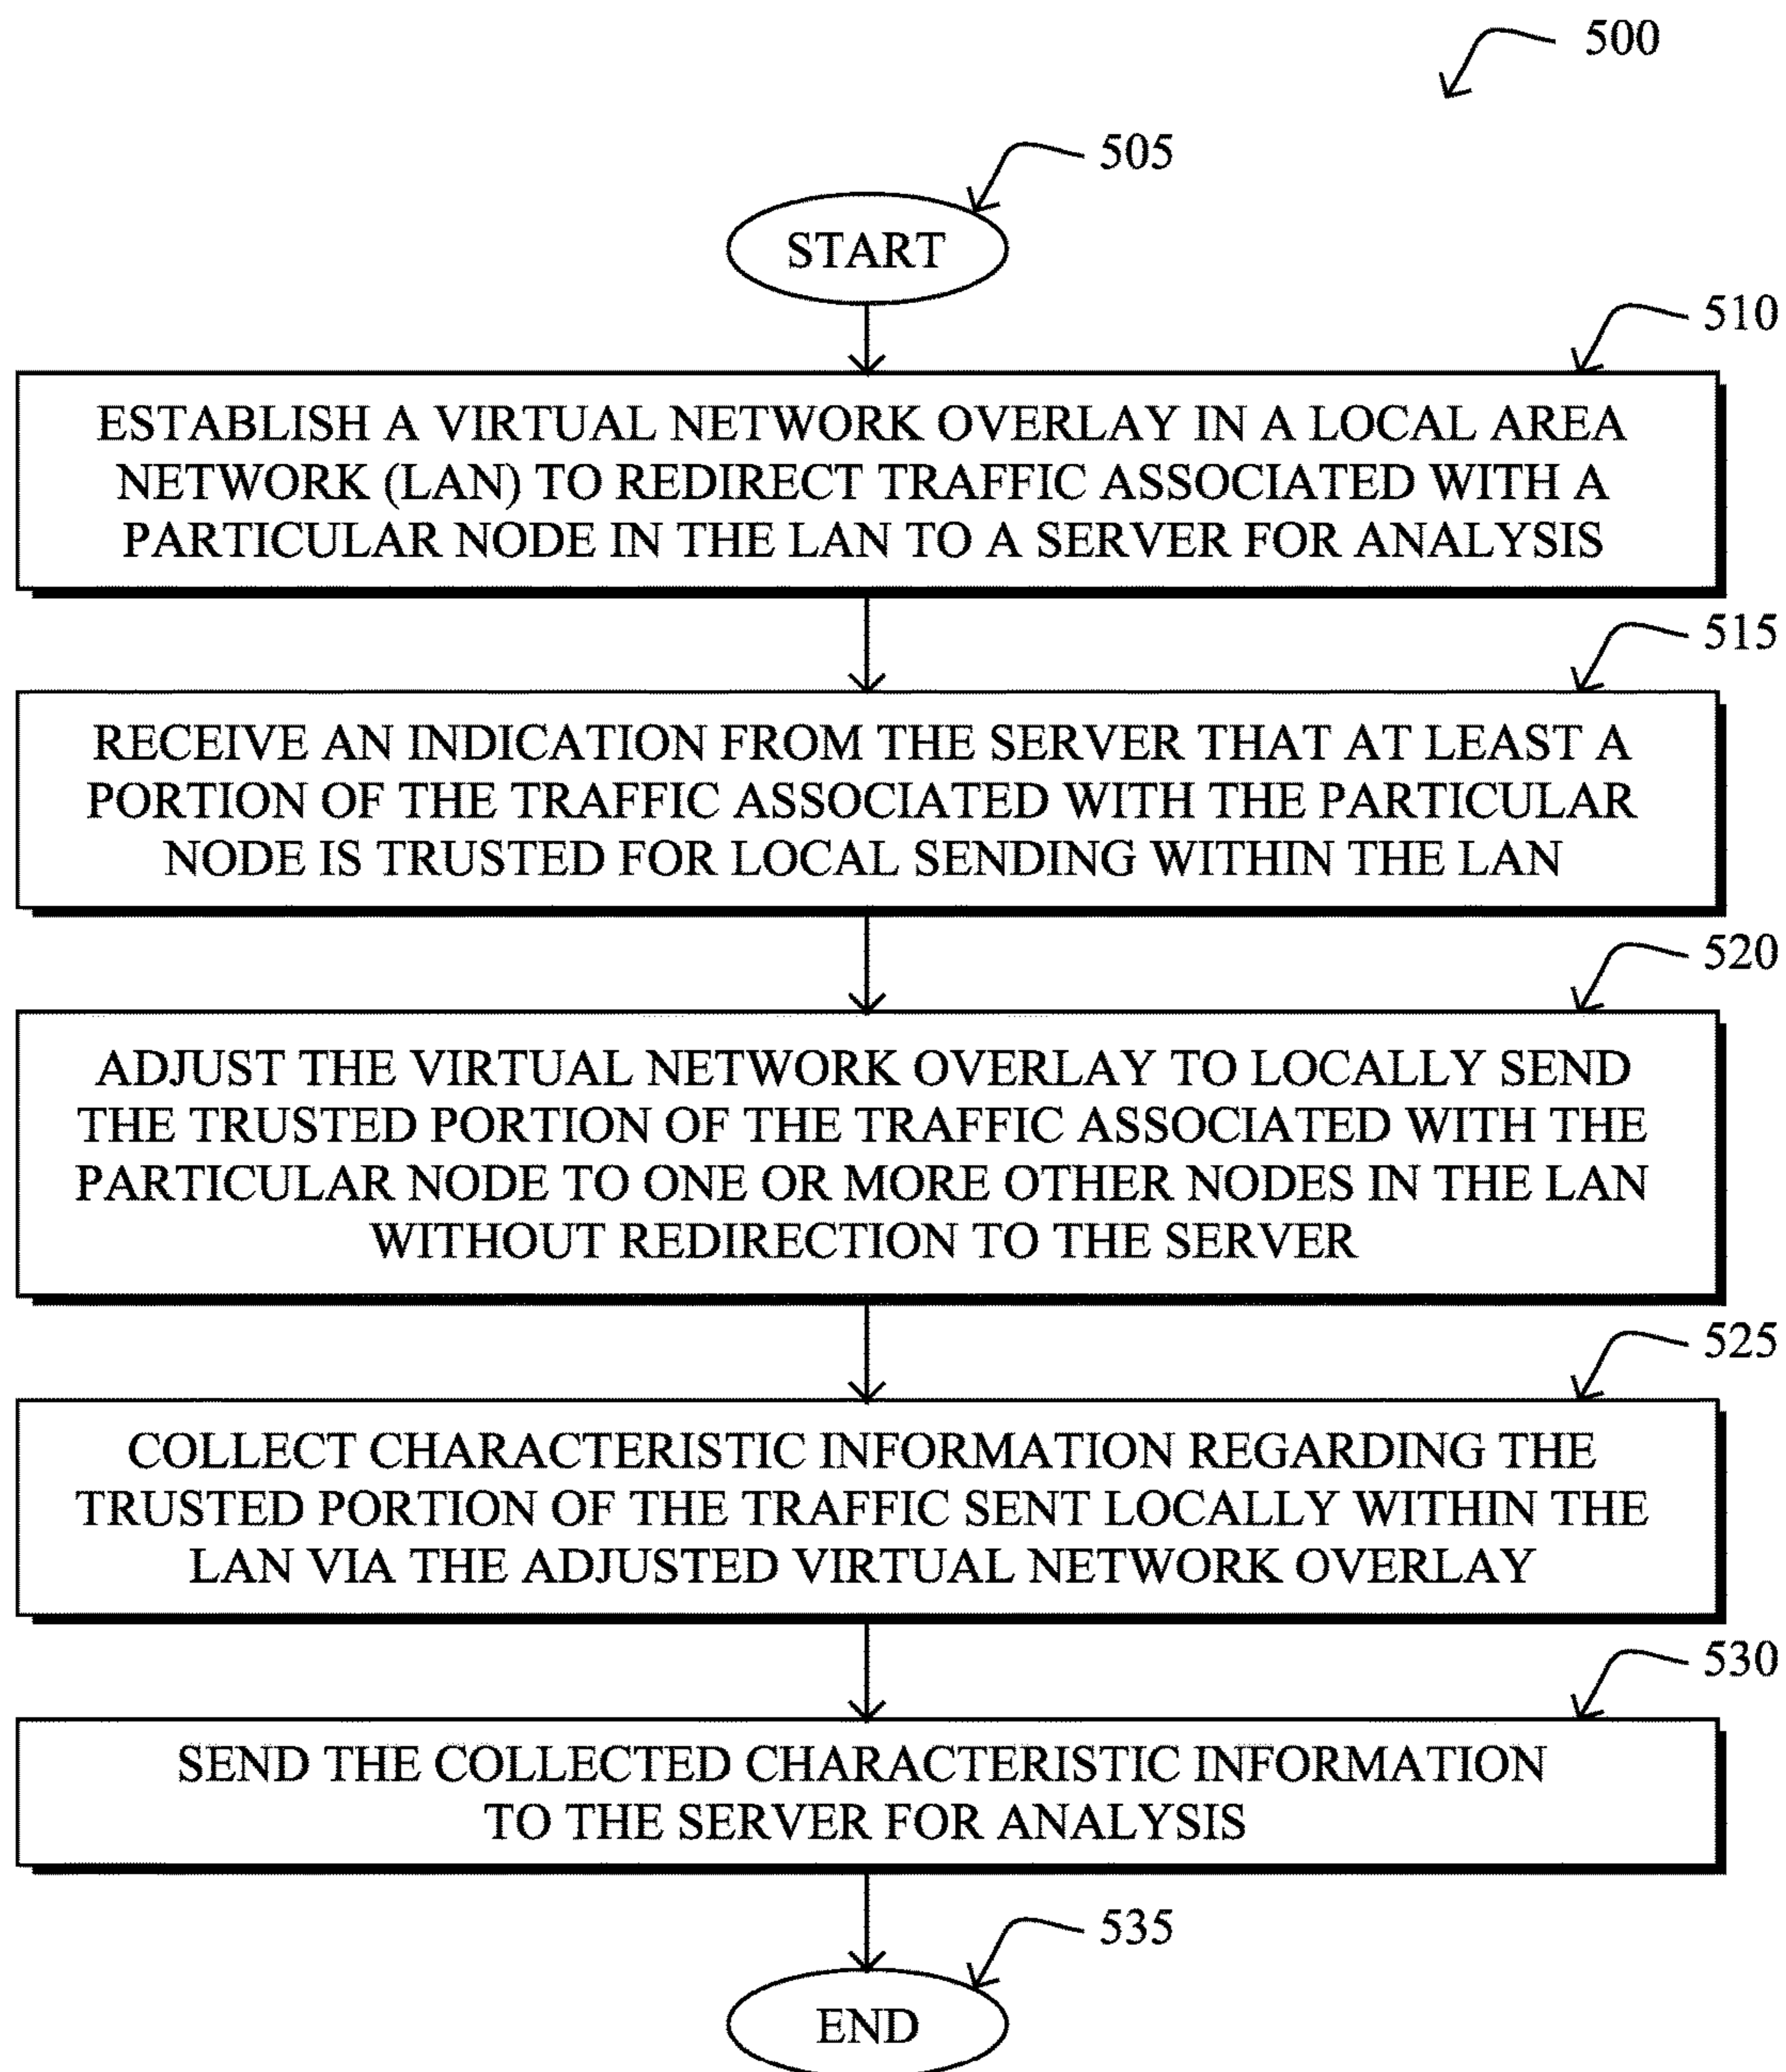 500
505
START
510
ESTABLISH A VIRTUAL NETWORK OVERLAY IN A LOCAL AREA
NETWORK (LAN) TO REDIRECT TRAFFIC ASSOCIATED WITH A
PARTICULAR NODE IN THE LAN TO A SERVER FOR ANALYSIS
515
RECEIVE AN INDICATION FROM THE SERVER THAT AT LEAST A
PORTION OF THE TRAFFIC ASSOCIATED WITH THE PARTICULAR
NODE IS TRUSTED FOR LOCAL SENDING WITHIN THE LAN
520
ADJUST THE VIRTUAL NETWORK OVERLAY TO LOCALLY SEND
THE TRUSTED PORTION OF THE TRAFFIC ASSOCIATED WITH THE
PARTICULAR NODE TO ONE OR MORE OTHER NODES IN THE LAN
WITHOUT REDIRECTION TO THE SERVER
525
COLLECT CHARACTERISTIC INFORMATION REGARDING THE
TRUSTED PORTION OF THE TRAFFIC SENT LOCALLY WITHIN THE
LAN VIA THE ADJUSTED VIRTUAL NETWORK OVERLAY
530
SEND THE COLLECTED CHARACTERISTIC INFORMATION
TO THE SERVER FOR ANALYSIS
535
END